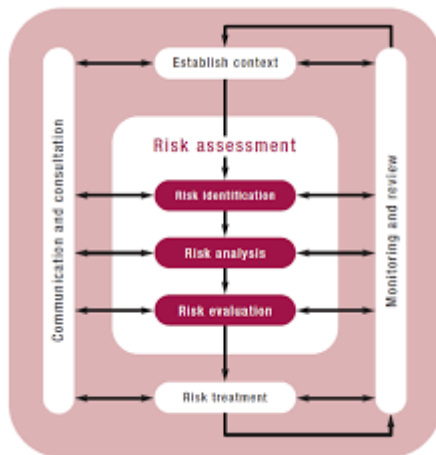 Establish context
Communication and consultation
Monitoring and review
Risk assessment
Risk identification
Risk analysis
Risk evaluation
Risk treatment